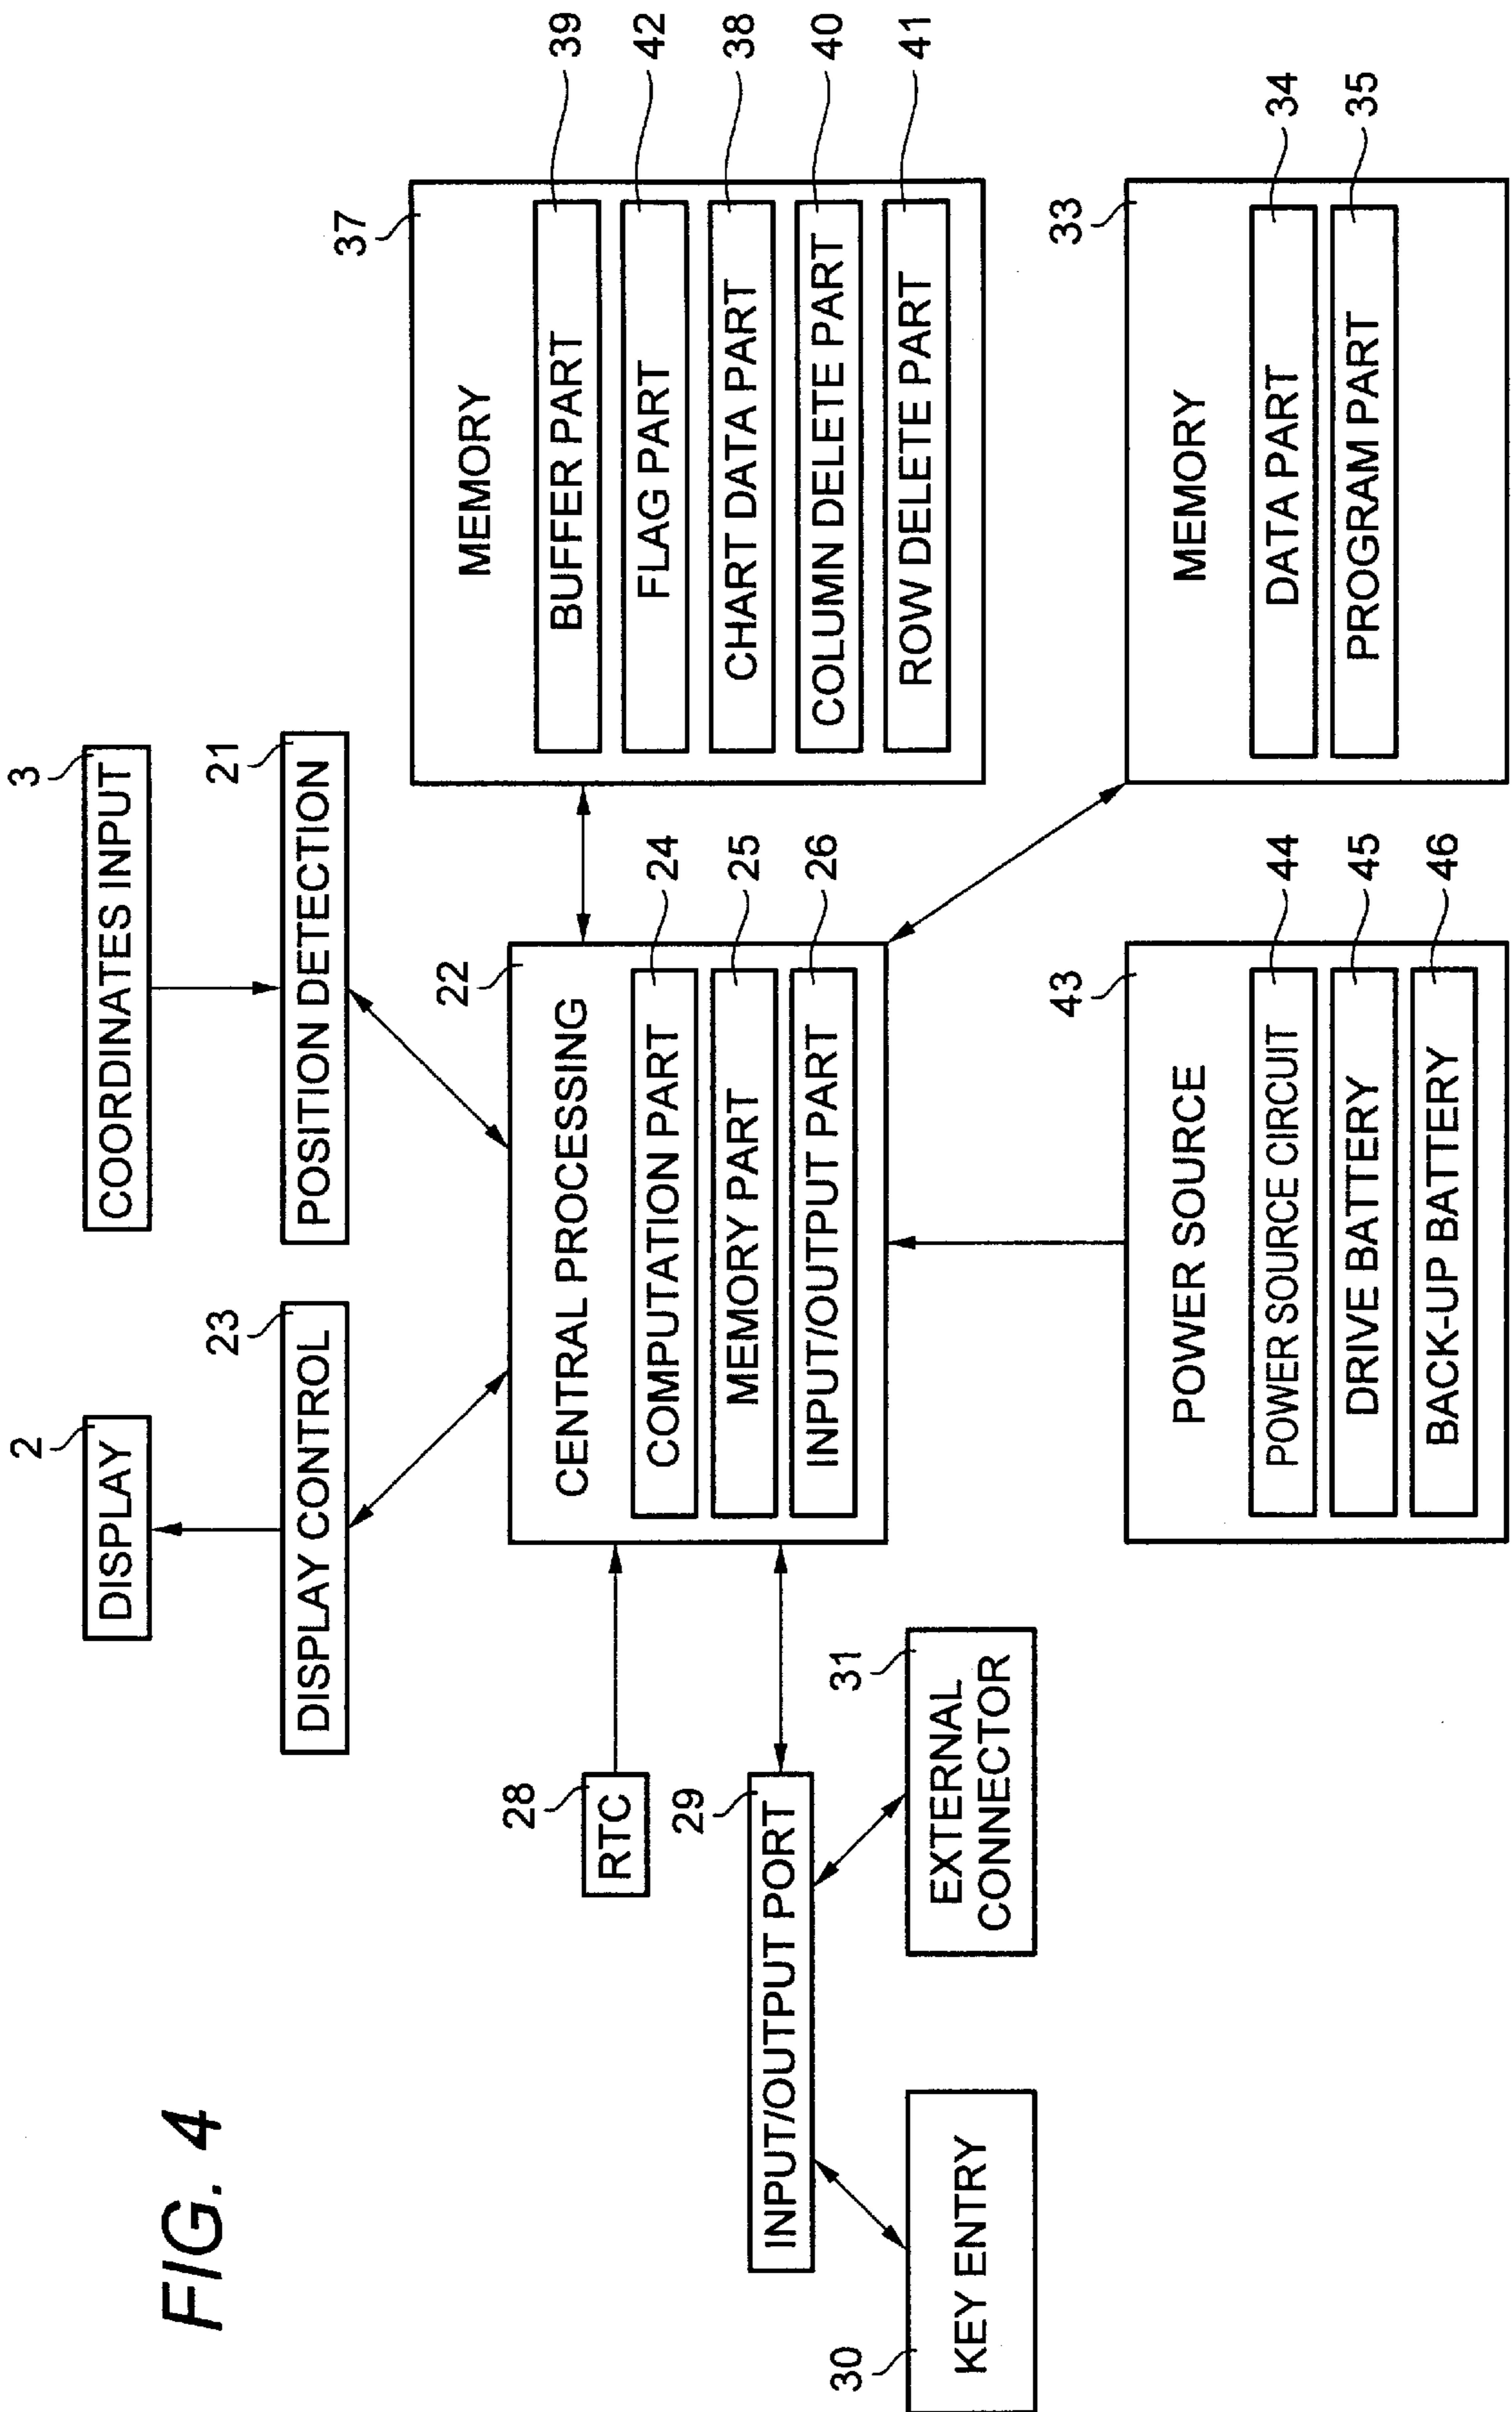 FIG. 4
2
DISPLAY
3
COORDINATES INPUT
23
DISPLAY CONTROL
21
POSITION DETECTION
28
RTC
29
INPUT/OUTPUT PORT
30
KEY ENTRY
31
EXTERNAL
CONNECTOR
22
CENTRAL PROCESSING
COMPUTATION PART
24
MEMORY PART
25
INPUT/OUTPUT PART
26
37
MEMORY
BUFFER PART
39
FLAG PART
42
CHART DATA PART
38
COLUMN DELETE PART
40
ROW DELETE PART
41
43
POWER SOURCE
POWER SOURCE CIRCUIT
44
DRIVE BATTERY
45
BACK-UP BATTERY
46
33
MEMORY
DATA PART
34
PROGRAM PART
35